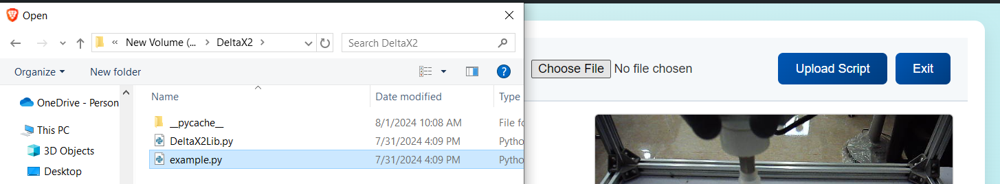 Open
New Volume (... > DeltaX2 >
Search DeltaX2
Organize
New folder
Name
Date modified
Type
OneDrive - Person
This PC
3D Objects
Desktop
__pycache__ 8/1/2024 10:08 AM File fo
DeltaX2Lib.py 7/31/2024 4:09 PM Pytho
example.py 7/31/2024 4:09 PM Pytho
Choose File No file chosen
Upload Script
Exit